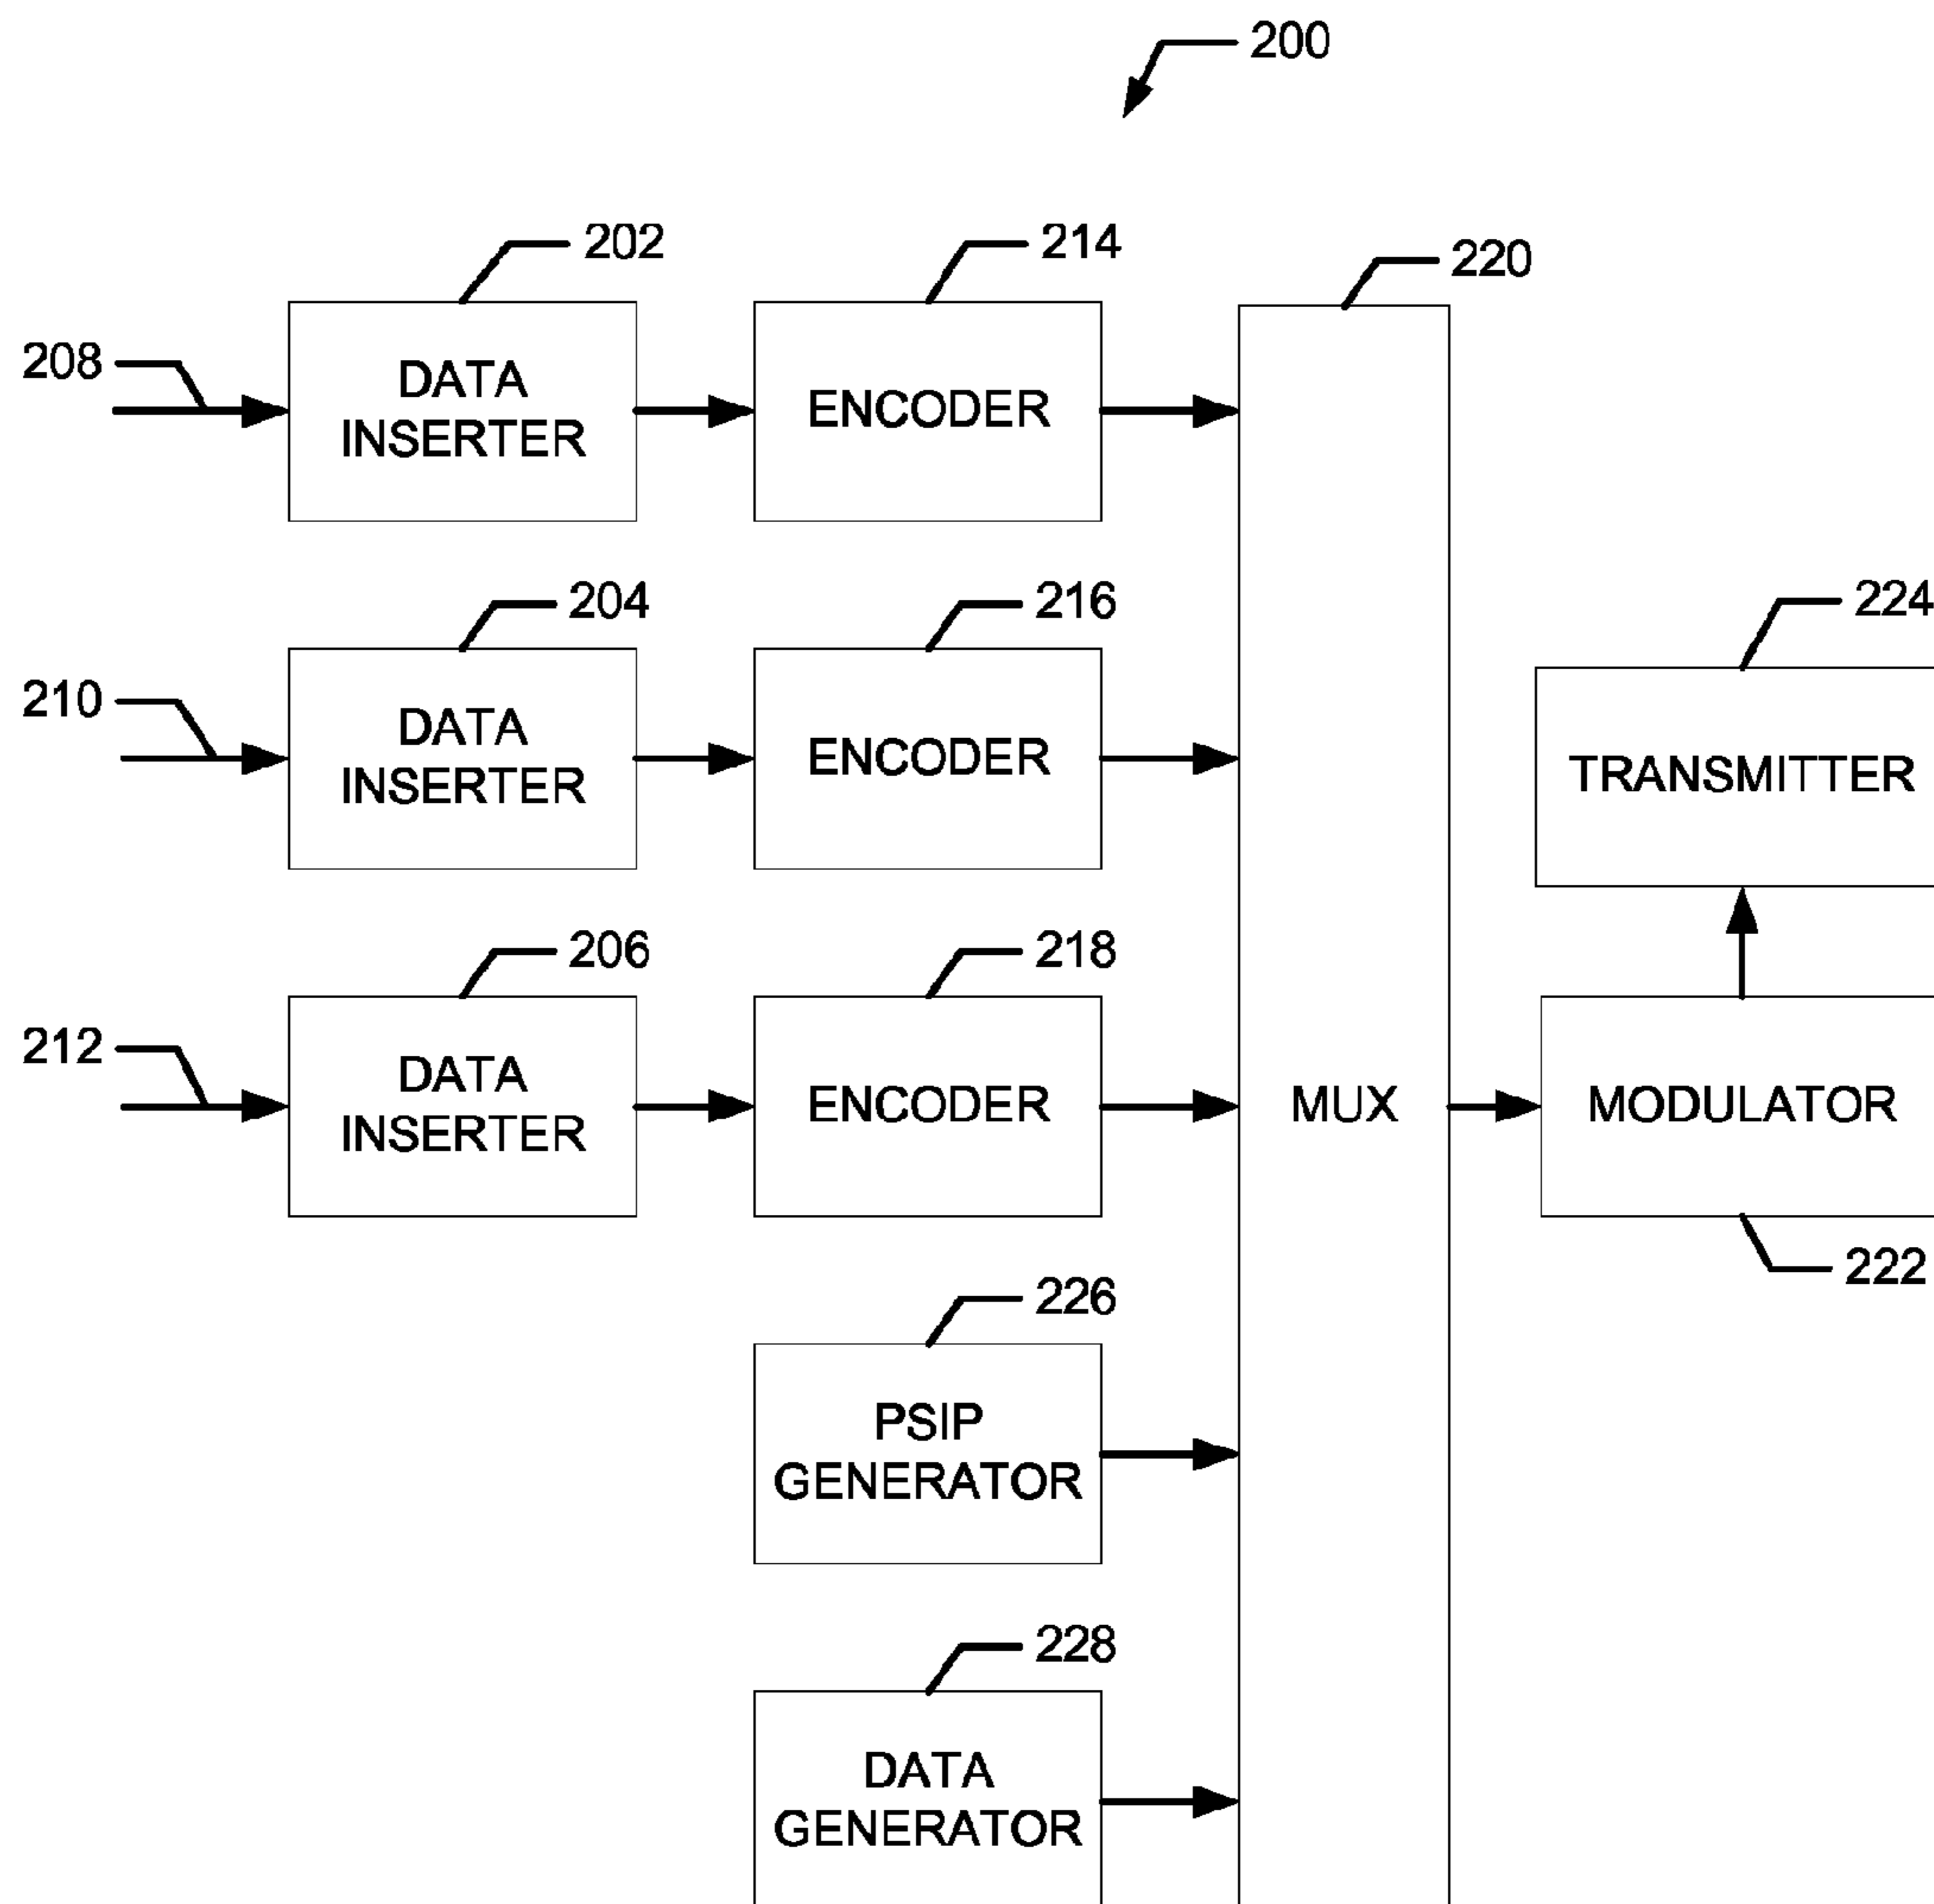 200
202
214
220
208
DATA
INSERTER
ENCODER
204
216
224
210
DATA
INSERTER
ENCODER
TRANSMITTER
206
218
212
DATA
INSERTER
ENCODER
MUX
MODULATOR
222
226
PSIP
GENERATOR
228
DATA
GENERATOR